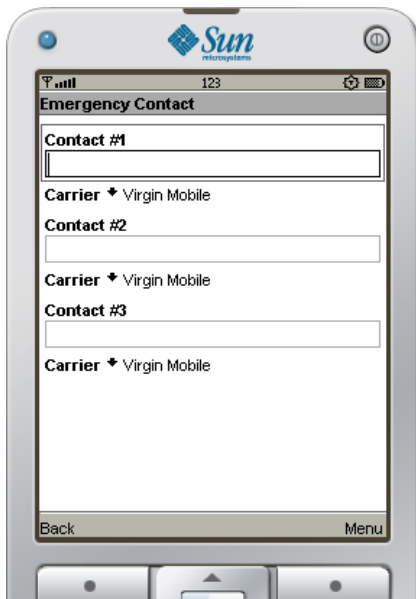 Sun
microsystems
123
Emergency Contact
Contact #1
Carrier Virgin Mobile
Contact #2
Carrier Virgin Mobile
Contact #3
Carrier Virgin Mobile
Back Menu